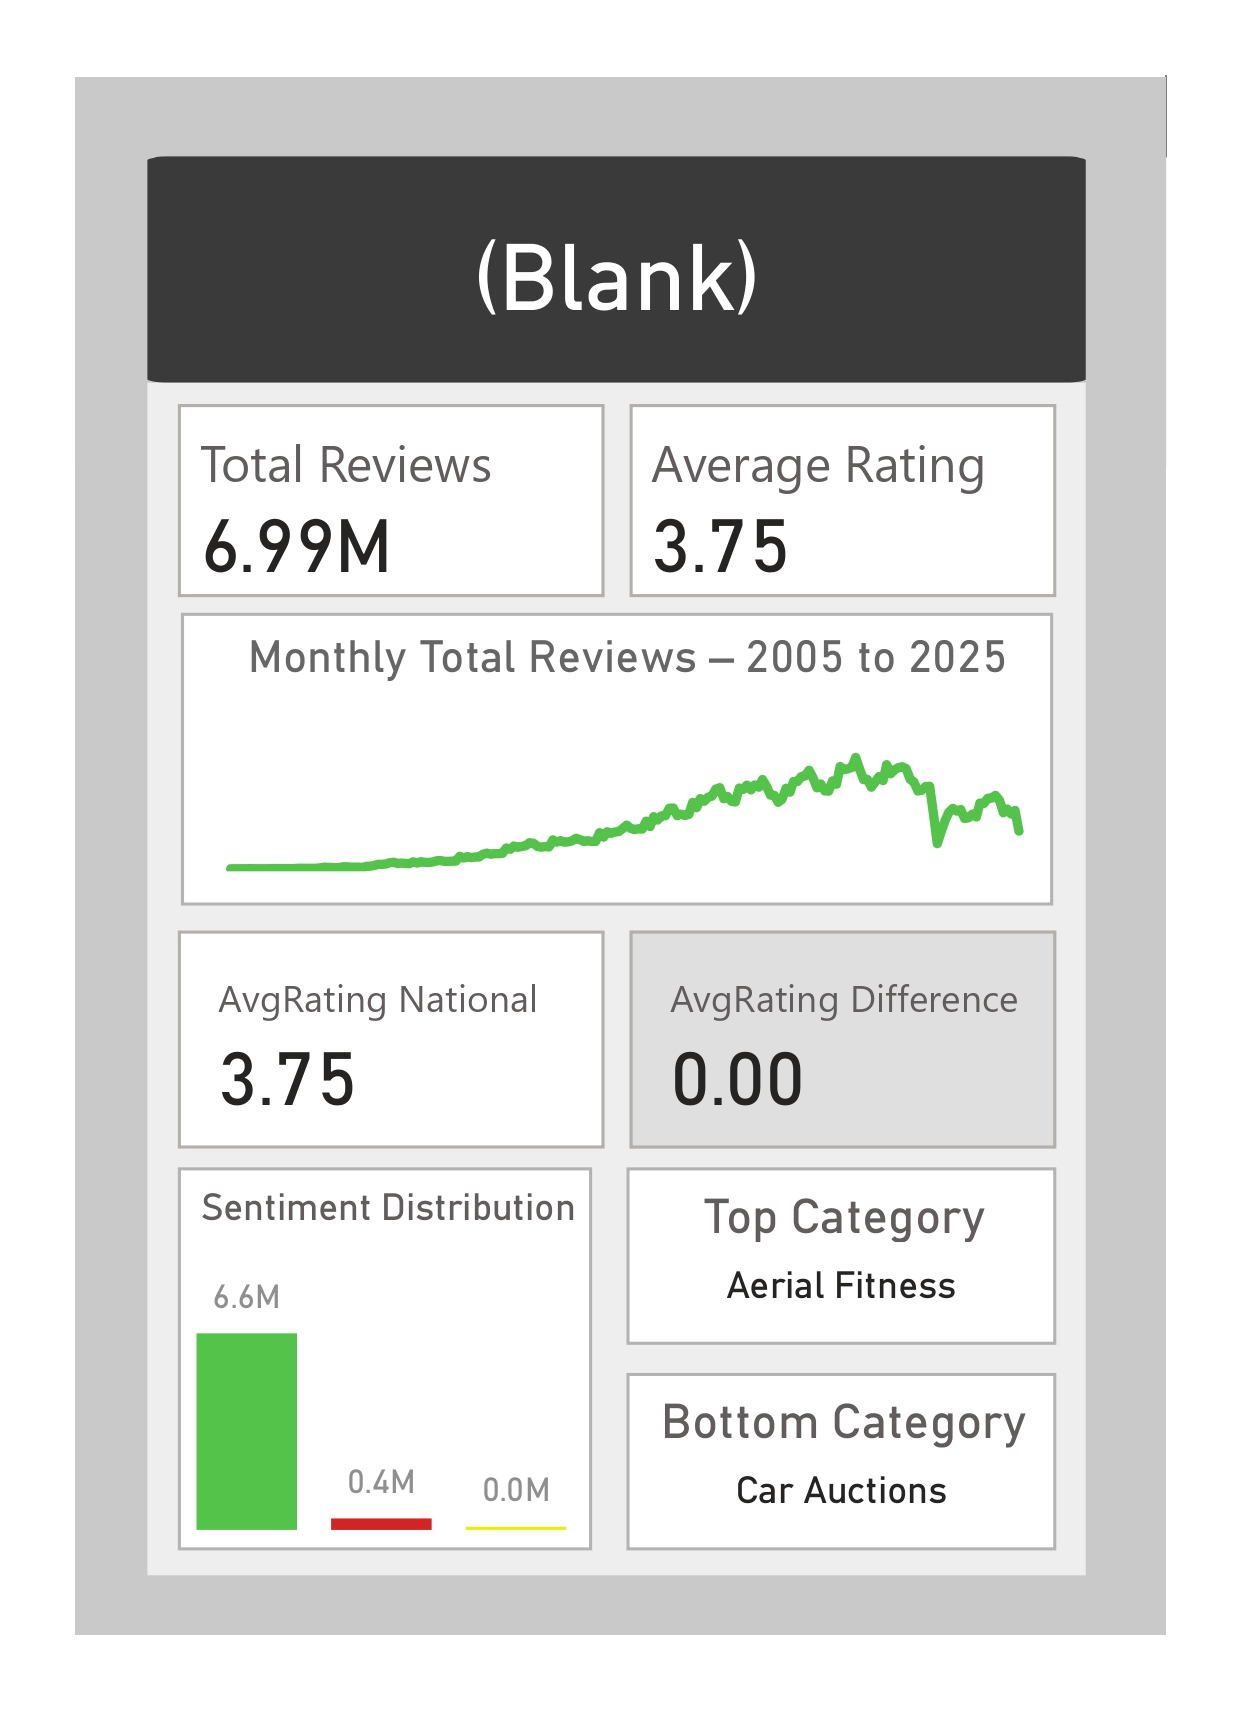 (Blank)
Total Reviews
6.99M
Average Rating
3.75
Monthly Total Reviews – 2005 to 2025
AvgRating National
3.75
AvgRating Difference
0.00
Sentiment Distribution
6.6M
0.4M
0.0M
Top Category
Aerial Fitness
Bottom Category
Car Auctions